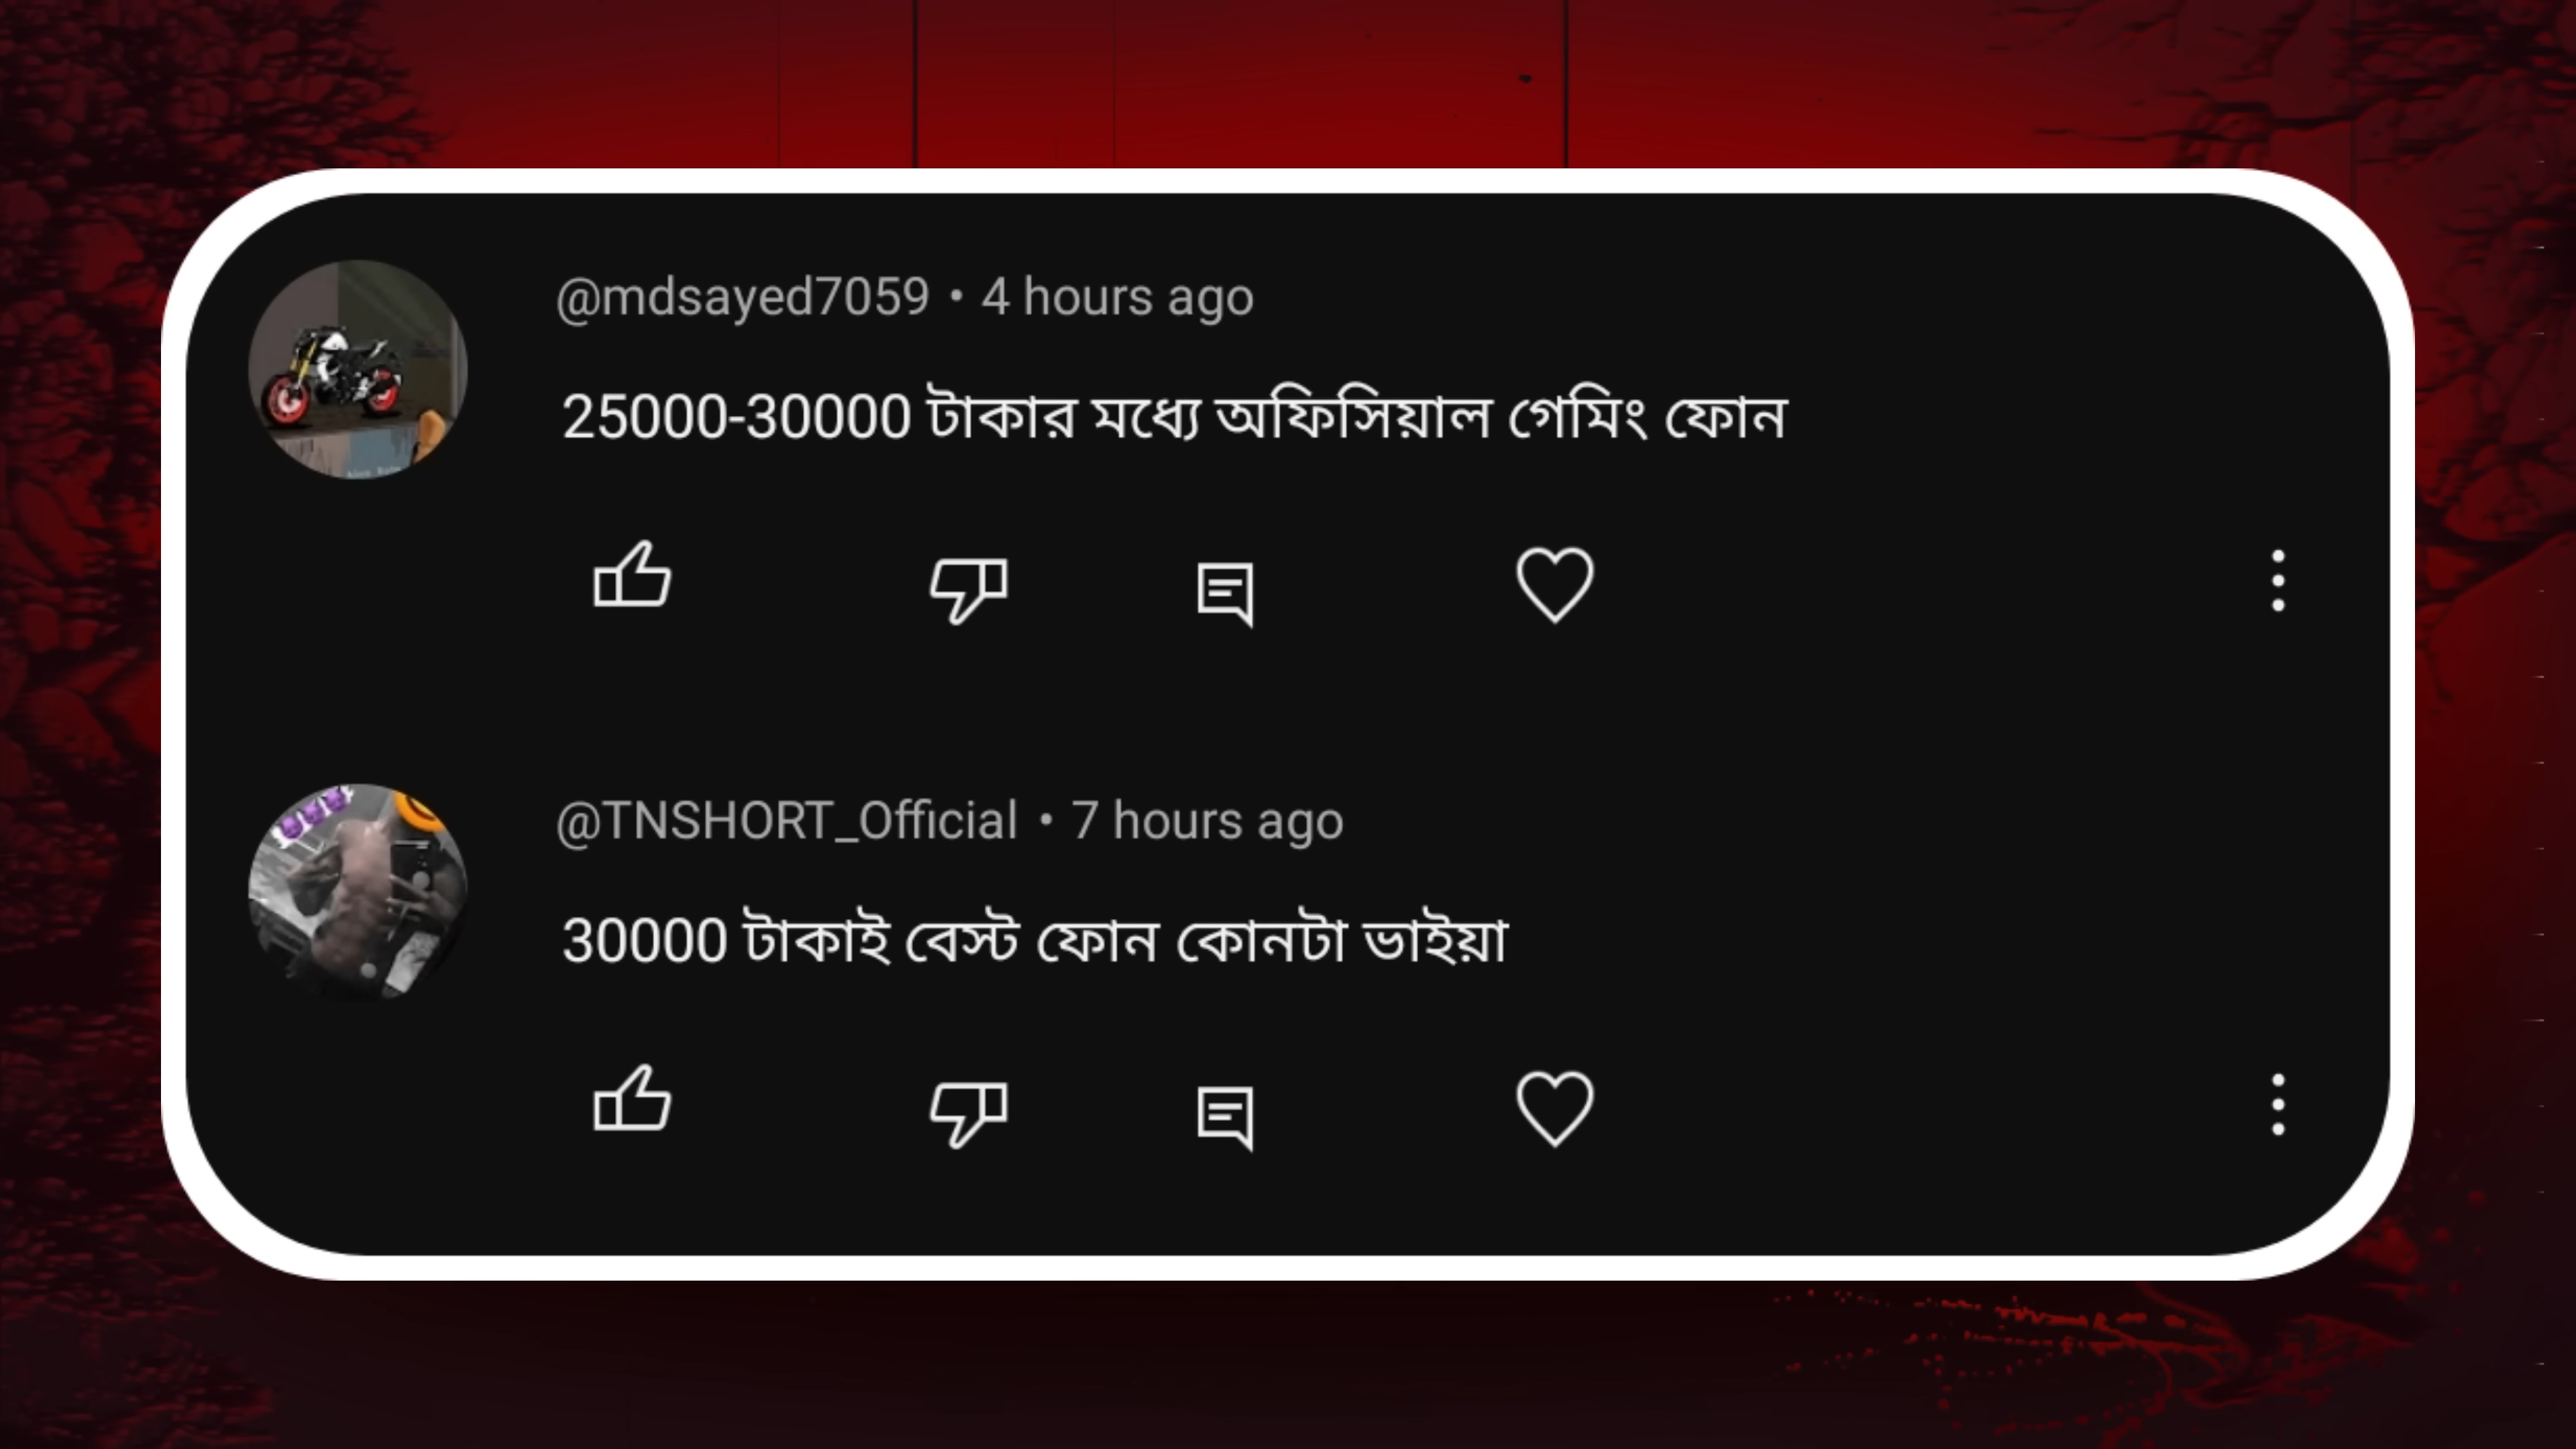 @mdsayed7059 • 4 hours ago
25000-30000 টাকার মধ্যে অফিসিয়াল গেমিং ফোন
@TNSHORT_Official • 7 hours ago
30000 টাকাই বেস্ট ফোন কোনটা ভাইয়া